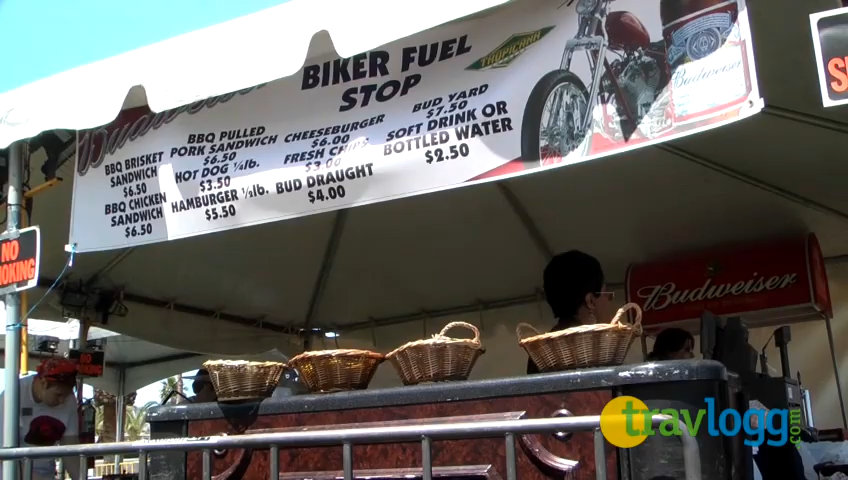 BIKER FUEL
STOP
TROPICANA
Budweiser
BBQ BRISKET
SANDWICH
$6.50
BBQ CHICKEN
SANDWICH
$6.50
BBQ PULLED
PORK SANDWICH
$6.50
HOT DOG ¼lb.
$3.50
HAMBURGER ¼lb.
$5.50
CHEESEBURGER
$6.00
FRESH CHIPS
$3.00
BUD DRAUGHT
$4.00
BUD YARD
$7.50
SOFT DRINK OR
BOTTLED WATER
$2.50
Budweiser
NO
SMOKING
Budweiser
NO
travlogg.com